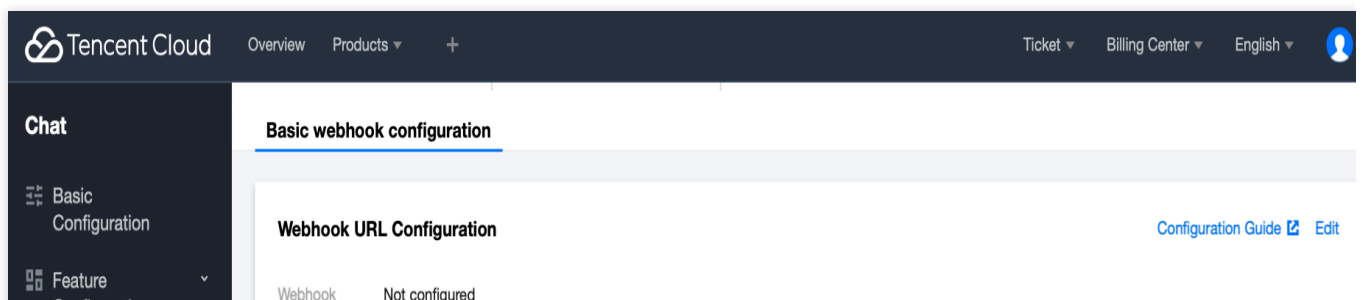 Tencent Cloud Overview Products + Ticket Billing Center English
Chat
Basic webhook configuration
Basic
Configuration
Webhook URL Configuration Configuration Guide Edit
Feature
Webhook Not configured